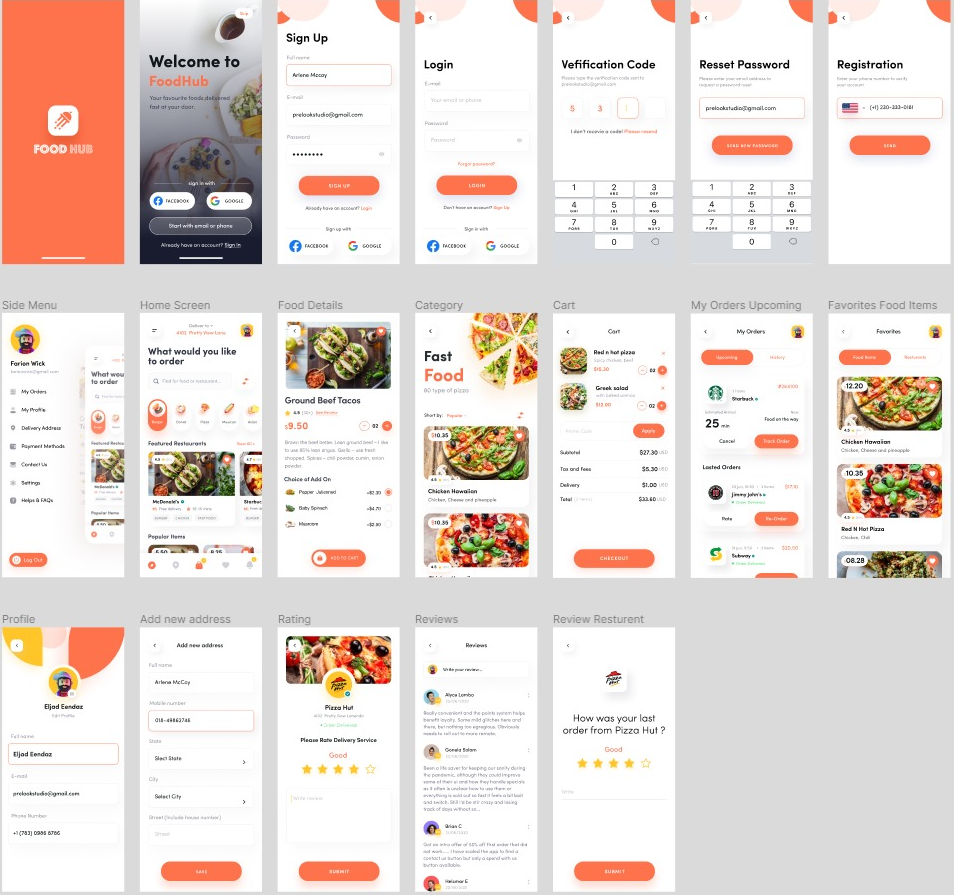 FOOD HUB
Skip
Welcome to
FoodHub
Your favourite foods delivered
fast at your door.
sign in with
FACEBOOK
GOOGLE
Start with email or phone
Already have an account? Sign In
Sign Up
Full name
Arlene Mccoy
E-mail
prelookstudio@gmail.com
Password
SIGN UP
Already have an account? Login
Sign up with
FACEBOOK
GOOGLE
Login
E-mail
Your email or phone
Password
Password
Forgot password?
LOGIN
Don't have an account? Sign Up
Sign in with
FACEBOOK
GOOGLE
Vefification Code
Please type the verification code sent to
prelookstudio@gmail.com
5 3
I don't recevie a code! Please resend
1 2 3
ABC DEF
4 5 6
GHI JKL MNO
7 8 9
PQRS TUV WXYZ
0
Resset Password
Please enter your email address to
request a password reset
prelookstudio@gmail.com
SEND NEW PASSWORD
1 2 3
ABC DEF
4 5 6
GHI JKL MNO
7 8 9
PQRS TUV WXYZ
0
Registration
Enter your phone number to verify
your account
(+1) 230-333-0181
SEND
Side Menu
Farion Wick
farionwick@gmail.com
My Orders
My Profile
Delivery Address
Payment Methods
Contact Us
Settings
Helps & FAQs
Log Out
What would
to order
Featured Restaurants
Popular Items
Home Screen
Deliver to
4102 Pretty View Lane
What would you like
to order
Find for food or restaurant...
Burger
Donat
Pizza
Mexican
Asian
Featured Restaurants
View All
McDonald's
Free delivery
10-15 mins
BURGER
CHICKEN
FAST FOOD
Starbuck
Popular Items
5.50
8.25
Food Details
Ground Beef Tacos
4.5 (30+) See Review
$9.50
02
Brown the beef better. Lean ground beef – I like
to use 85% lean angus. Garlic – use fresh
chopped. Spices – chili powder, cumin, onion
powder.
Choice of Add On
Pepper Julienned
+$2.30
Baby Spinach
+$4.70
Masroom
+$2.50
ADD TO CART
Category
Fast
Food
80 type of pizza
Short by: Popular
$10.35
4.5
Chicken Hawaiian
Chicken, Cheese and pineapple
$10.35
4.5
Cart
Cart
Red n hot pizza
Spicy chicken, beef
$15.30
02
Greek salad
with baked salmon
$12.00
02
Promo Code
Apply
Subtotal
$27.30 USD
Tax and Fees
$5.30 USD
Delivery
$1.00 USD
Total (2 items)
$33.60 USD
CHECKOUT
My Orders Upcoming
My Orders
Upcoming
History
3 Items
#264100
Starbuck
Estimated Arrival
Now
25 min
Food on the way
Cancel
Track Order
Lasted Orders
$17.10
Jimmy John's
Order Delivered
Rate
Re-Order
$20.50
Subway
Order Delivered
Favorites Food Items
Favorites
Food Items
Resturents
12.20
4.5
Chicken Hawaiian
Chicken, Cheese and pineapple
10.35
4.5
Red N Hot Pizza
Chicken, Chili
08.28
Profile
Eljad Eendaz
Edit Profile
Full name
Eljad Eendaz
E-mail
prelookstudio@gmail.com
Phone Number
+1 (783) 0986 8786
Add new address
Add new address
Full name
Arlene McCoy
Mobile number
018-49862746
State
Slect State
City
Select City
Street (Include house number)
Street
SAVE
Rating
Pizza Hut
4102 Pretty View Lanenda
Order Delivered
Please Rate Delivery Service
Good
Write review
SUBMIT
Reviews
Reviews
Write your review...
Alyce Lambo
Really convenient and the points system helps
benefit loyalty. Some mild glitches here and
there, but nothing too egregious. Obviously
needs to roll out to more remote.
Gonela Solom
Been a life saver for keeping our sanity during
the pandemic, although they could improve
some of their ui and how they handle specials
as it often is unclear how to use them or
everything is sold out so fast it feels a bit bait
and switch. Still I'd be stir crazy and losing
track of days without so...
Brian C
Got an intro offer of 50% off first order that did
not work..... I have scaled the app to find a
contact us button but only a spend with us
button available.
Helsmar E
Review Resturent
Pizza Hut
How was your last
order from Pizza Hut ?
Good
Write
SUBMIT